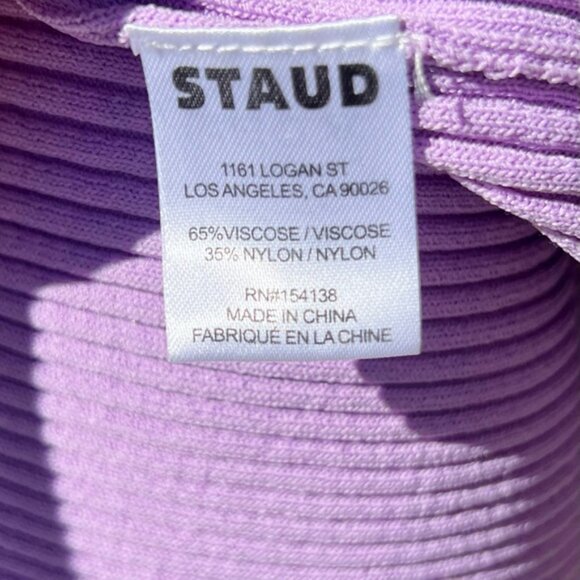 STAUD
1161 LOGAN ST
LOS ANGELES, CA 90026
65%VISCOSE / VISCOSE
35% NYLON / NYLON
RN#154138
MADE IN CHINA
FABRIQUÉ EN LA CHINE